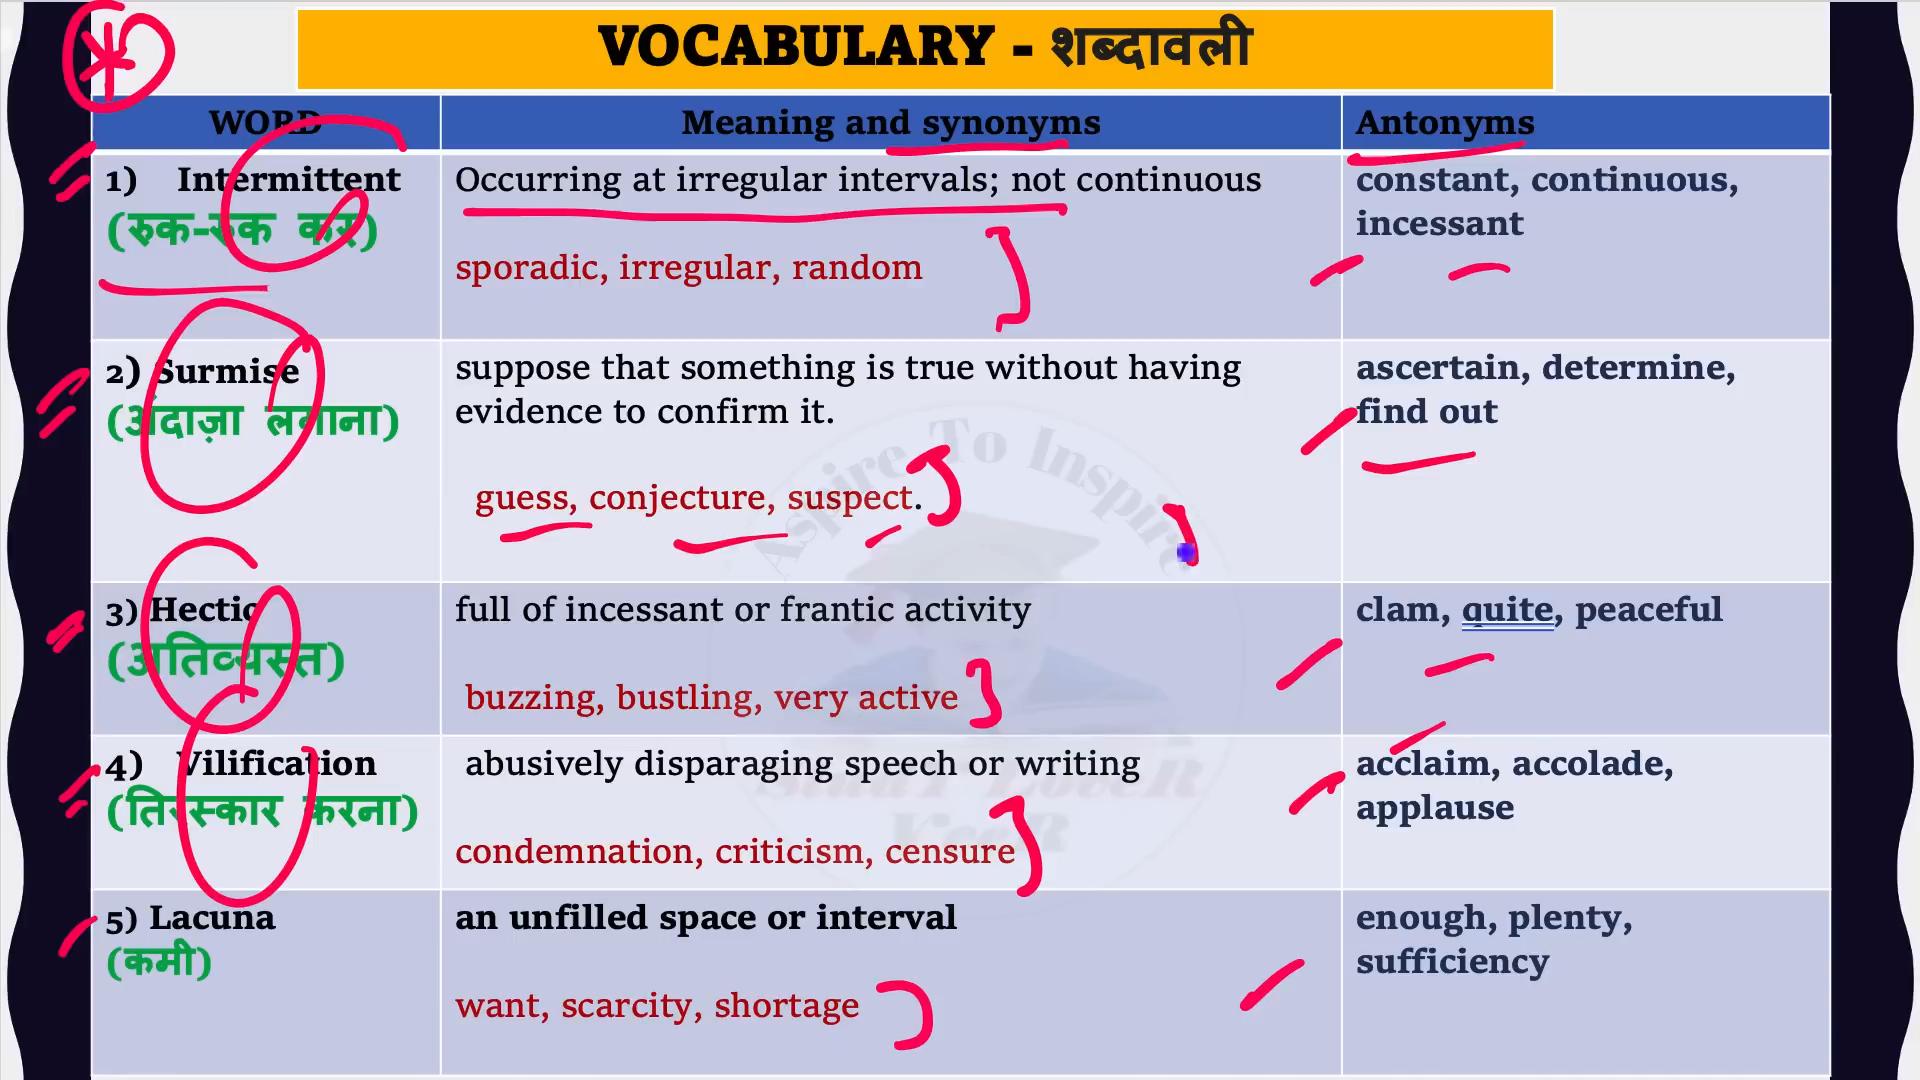 VOCABULARY - शब्दावली
WORD
Meaning and synonyms
Antonyms
1) Intermittent
(रुक-रुक कर)
Occurring at irregular intervals; not continuous
sporadic, irregular, random
constant, continuous,
incessant
2) Surmise
(अंदाज़ा लगाना)
suppose that something is true without having
evidence to confirm it.
guess, conjecture, suspect.
ascertain, determine,
find out
3) Hectic
(अतिव्यस्त)
full of incessant or frantic activity
buzzing, bustling, very active
clam, quite, peaceful
4) Vilification
(तिरस्कार करना)
abusively disparaging speech or writing
condemnation, criticism, censure
acclaim, accolade,
applause
5) Lacuna
(कमी)
an unfilled space or interval
want, scarcity, shortage
enough, plenty,
sufficiency
Aspire To Inspire